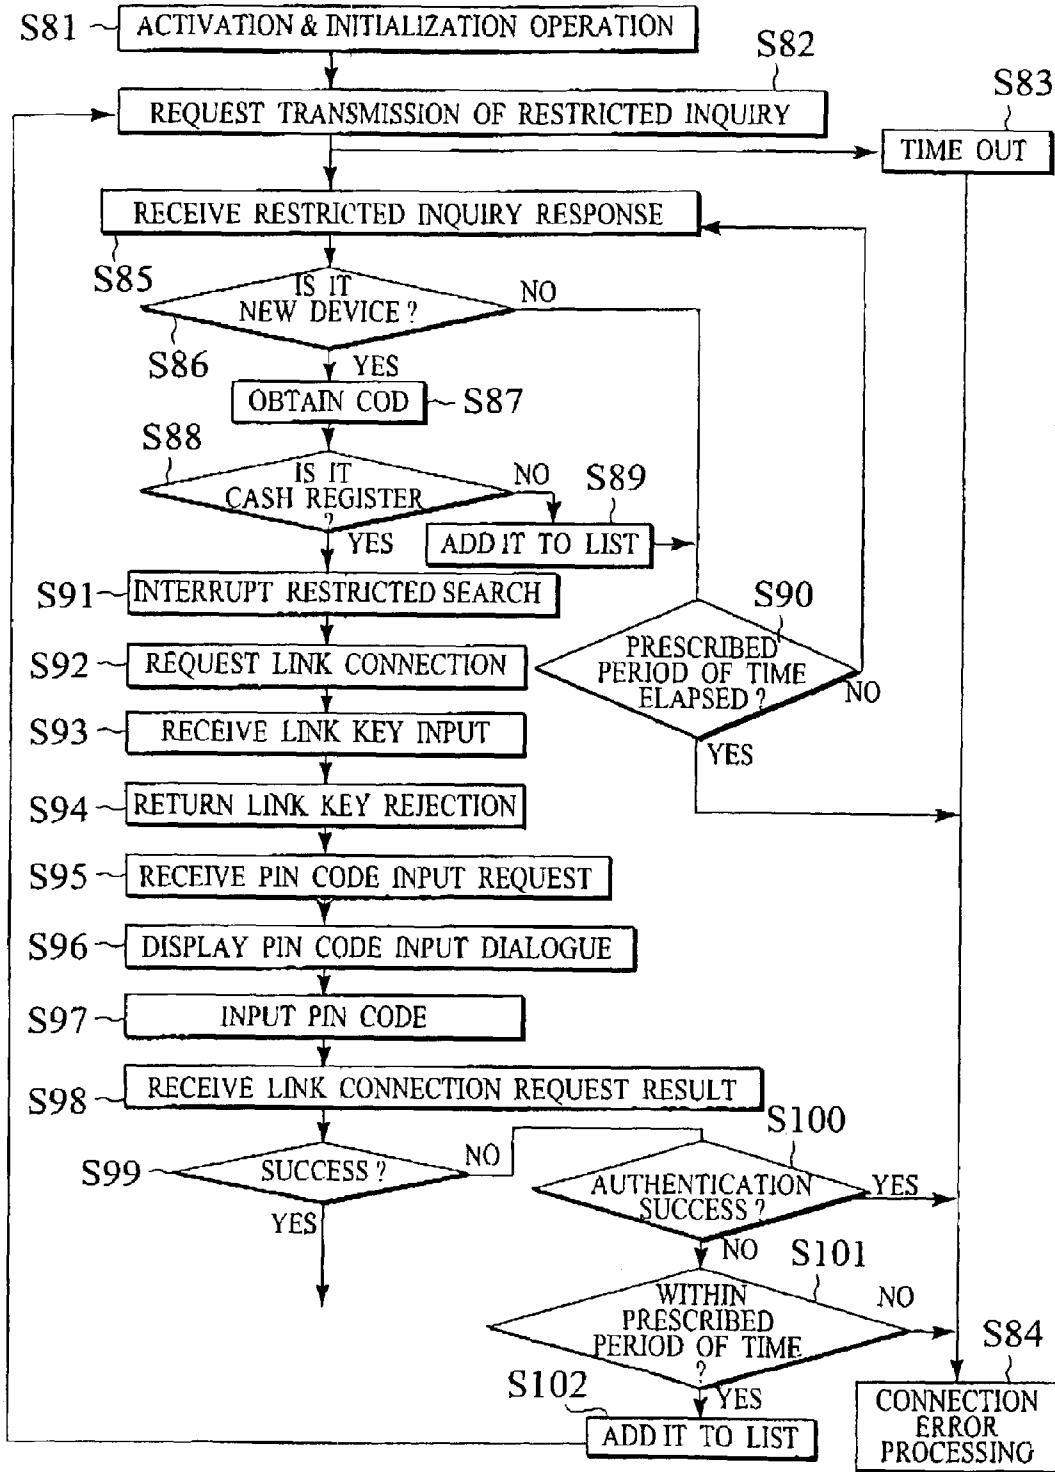 S81
ACTIVATION & INITIALIZATION OPERATION
S82
REQUEST TRANSMISSION OF RESTRICTED INQUIRY
S83
TIME OUT
RECEIVE RESTRICTED INQUIRY RESPONSE
S85
IS IT
NEW DEVICE ?
NO
S86
YES
OBTAIN COD
S87
S88
IS IT
CASH REGISTER
?
NO
YES
S89
ADD IT TO LIST
S91
INTERRUPT RESTRICTED SEARCH
S90
PRESCRIBED
PERIOD OF TIME
ELAPSED ?
NO
YES
S92
REQUEST LINK CONNECTION
S93
RECEIVE LINK KEY INPUT
S94
RETURN LINK KEY REJECTION
S95
RECEIVE PIN CODE INPUT REQUEST
S96
DISPLAY PIN CODE INPUT DIALOGUE
S97
INPUT PIN CODE
S98
RECEIVE LINK CONNECTION REQUEST RESULT
S99
SUCCESS ?
NO
YES
S100
AUTHENTICATION
SUCCESS ?
YES
NO
S101
WITHIN
PRESCRIBED
PERIOD OF TIME
?
NO
YES
S102
ADD IT TO LIST
S84
CONNECTION
ERROR
PROCESSING